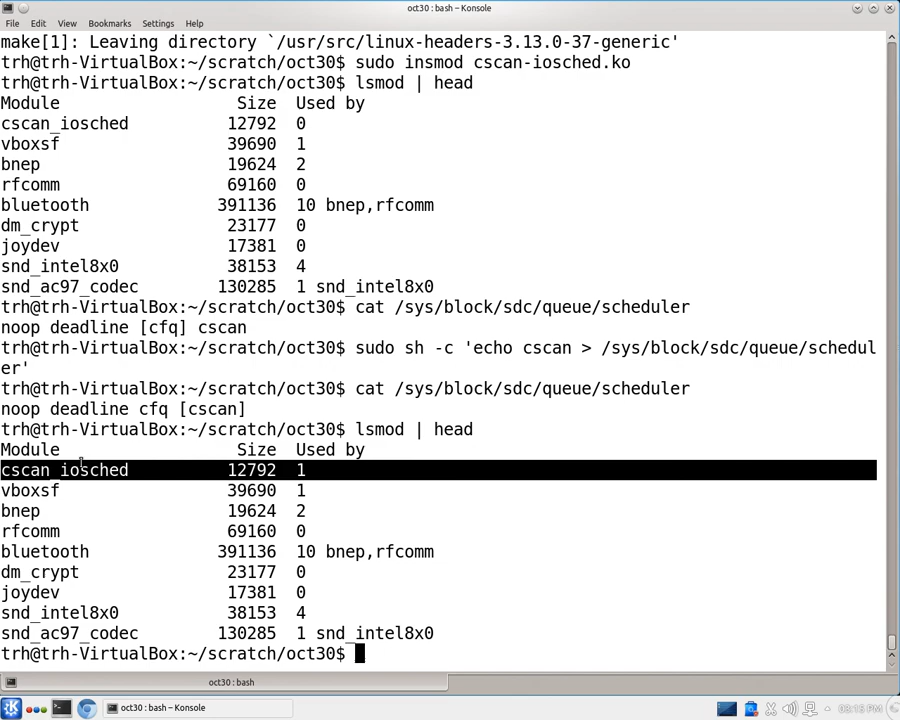 oct30 : bash – Konsole
File Edit View Bookmarks Settings Help
make[1]: Leaving directory `/usr/src/linux-headers-3.13.0-37-generic'
trh@trh-VirtualBox:~/scratch/oct30$ sudo insmod cscan-iosched.ko
trh@trh-VirtualBox:~/scratch/oct30$ lsmod | head
Module                  Size  Used by
cscan_iosched          12792  0
vboxsf                 39690  1
bnep                   19624  2
rfcomm                 69160  0
bluetooth             391136  10 bnep,rfcomm
dm_crypt               23177  0
joydev                 17381  0
snd_intel8x0           38153  4
snd_ac97_codec        130285  1 snd_intel8x0
trh@trh-VirtualBox:~/scratch/oct30$ cat /sys/block/sdc/queue/scheduler
noop deadline [cfq] cscan
trh@trh-VirtualBox:~/scratch/oct30$ sudo sh -c 'echo cscan > /sys/block/sdc/queue/schedul
er'
trh@trh-VirtualBox:~/scratch/oct30$ cat /sys/block/sdc/queue/scheduler
noop deadline cfq [cscan]
trh@trh-VirtualBox:~/scratch/oct30$ lsmod | head
Module                  Size  Used by
cscan_iosched          12792  1
vboxsf                 39690  1
bnep                   19624  2
rfcomm                 69160  0
bluetooth             391136  10 bnep,rfcomm
dm_crypt               23177  0
joydev                 17381  0
snd_intel8x0           38153  4
snd_ac97_codec        130285  1 snd_intel8x0
trh@trh-VirtualBox:~/scratch/oct30$
oct30 : bash
oct30 : bash – Konsole
03:15 PM